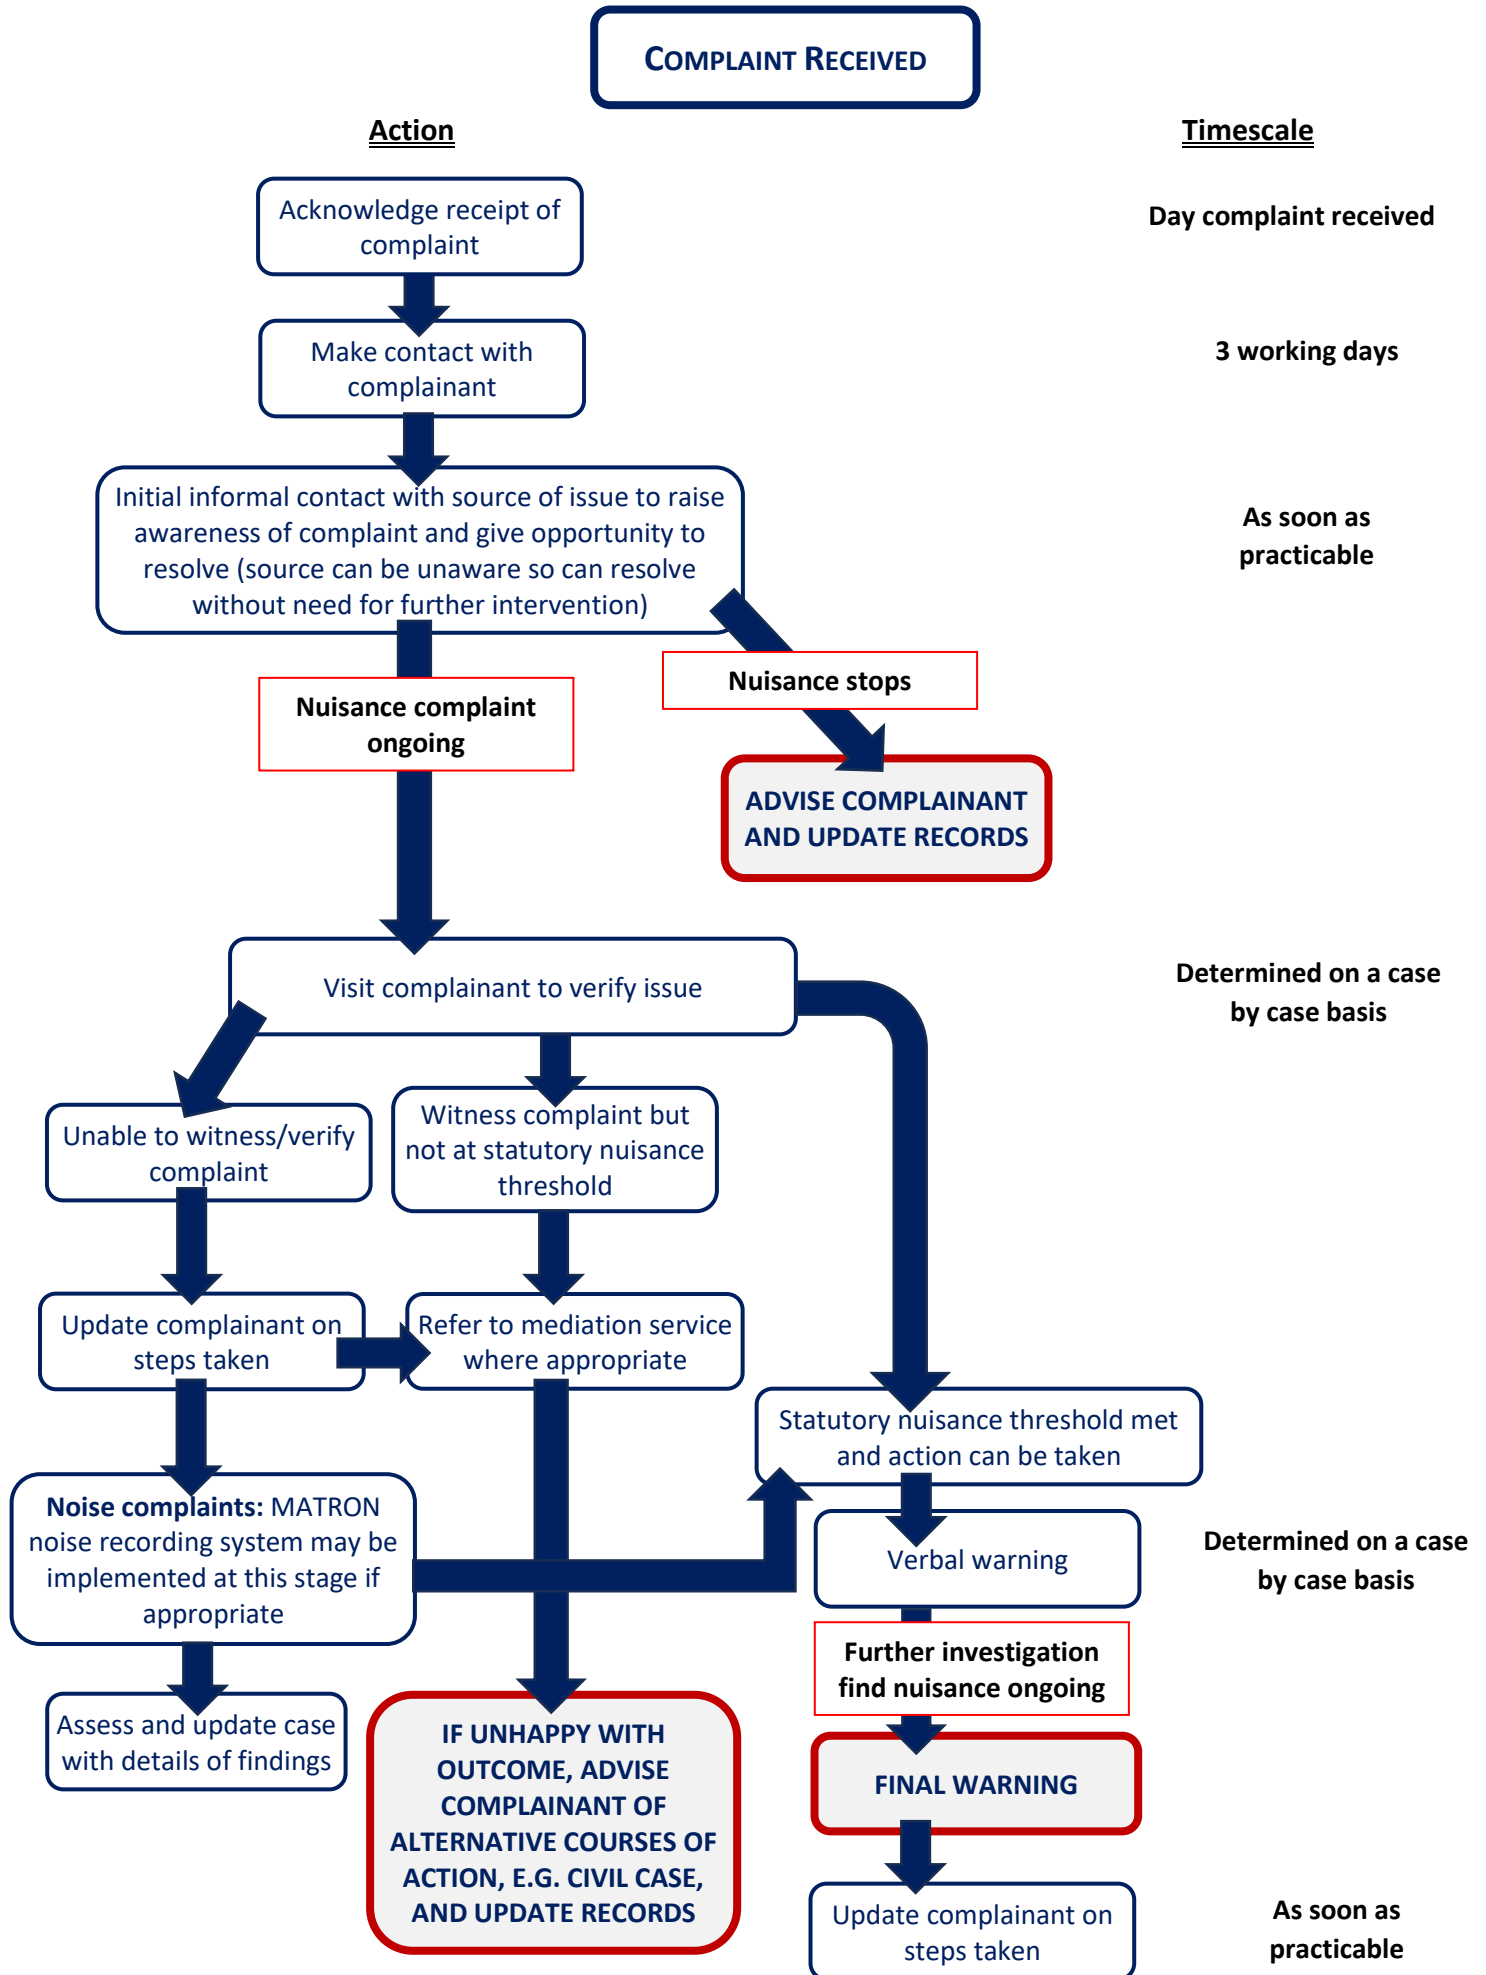 COMPLAINT RECEIVED
Action
Timescale
Acknowledge receipt of
complaint
Day complaint received
Make contact with
complainant
3 working days
Initial informal contact with source of issue to raise
awareness of complaint and give opportunity to
resolve (source can be unaware so can resolve
without need for further intervention)
As soon as
practicable
Nuisance stops
Nuisance complaint
ongoing
ADVISE COMPLAINANT
AND UPDATE RECORDS
Visit complainant to verify issue
Determined on a case
by case basis
Unable to witness/verify
complaint
Witness complaint but
not at statutory nuisance
threshold
Update complainant on
steps taken
Refer to mediation service
where appropriate
Statutory nuisance threshold met
and action can be taken
Noise complaints: MATRON
noise recording system may be
implemented at this stage if
appropriate
Verbal warning
Determined on a case
by case basis
Further investigation
find nuisance ongoing
Assess and update case
with details of findings
IF UNHAPPY WITH
OUTCOME, ADVISE
COMPLAINANT OF
ALTERNATIVE COURSES OF
ACTION, E.G. CIVIL CASE,
AND UPDATE RECORDS
FINAL WARNING
Update complainant on
steps taken
As soon as
practicable